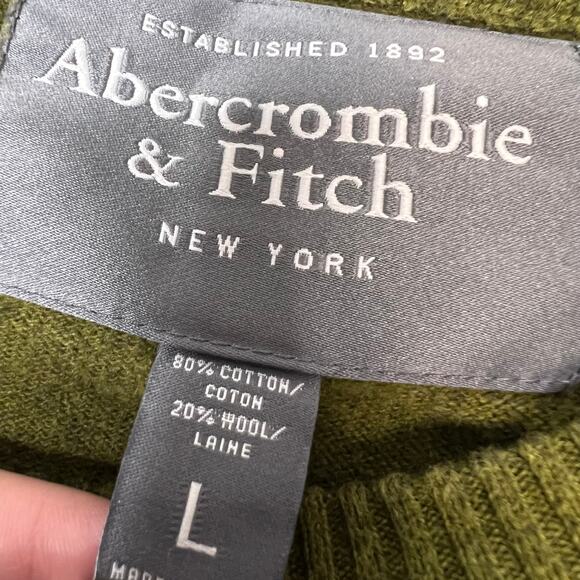 ESTABLISHED 1892
Abercrombie
& Fitch
NEW YORK
80% COTTON/
COTON
20% WOOL/
LAINE
L